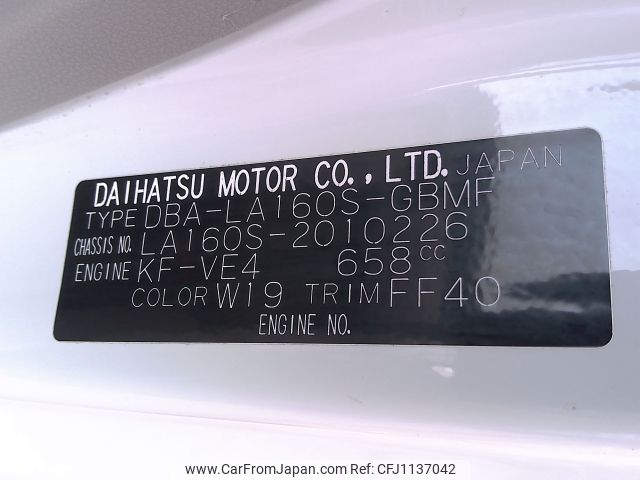 DAIHATSU MOTOR CO., LTD. JAPAN
TYPE DBA-LA160S-GBMF
CHASSIS NO. LA160S-2010226
ENGINE KF-VE4 658 CC
COLOR W19 TRIM FF40
ENGINE NO.
© www.CarFromJapan.com CFJ1137042